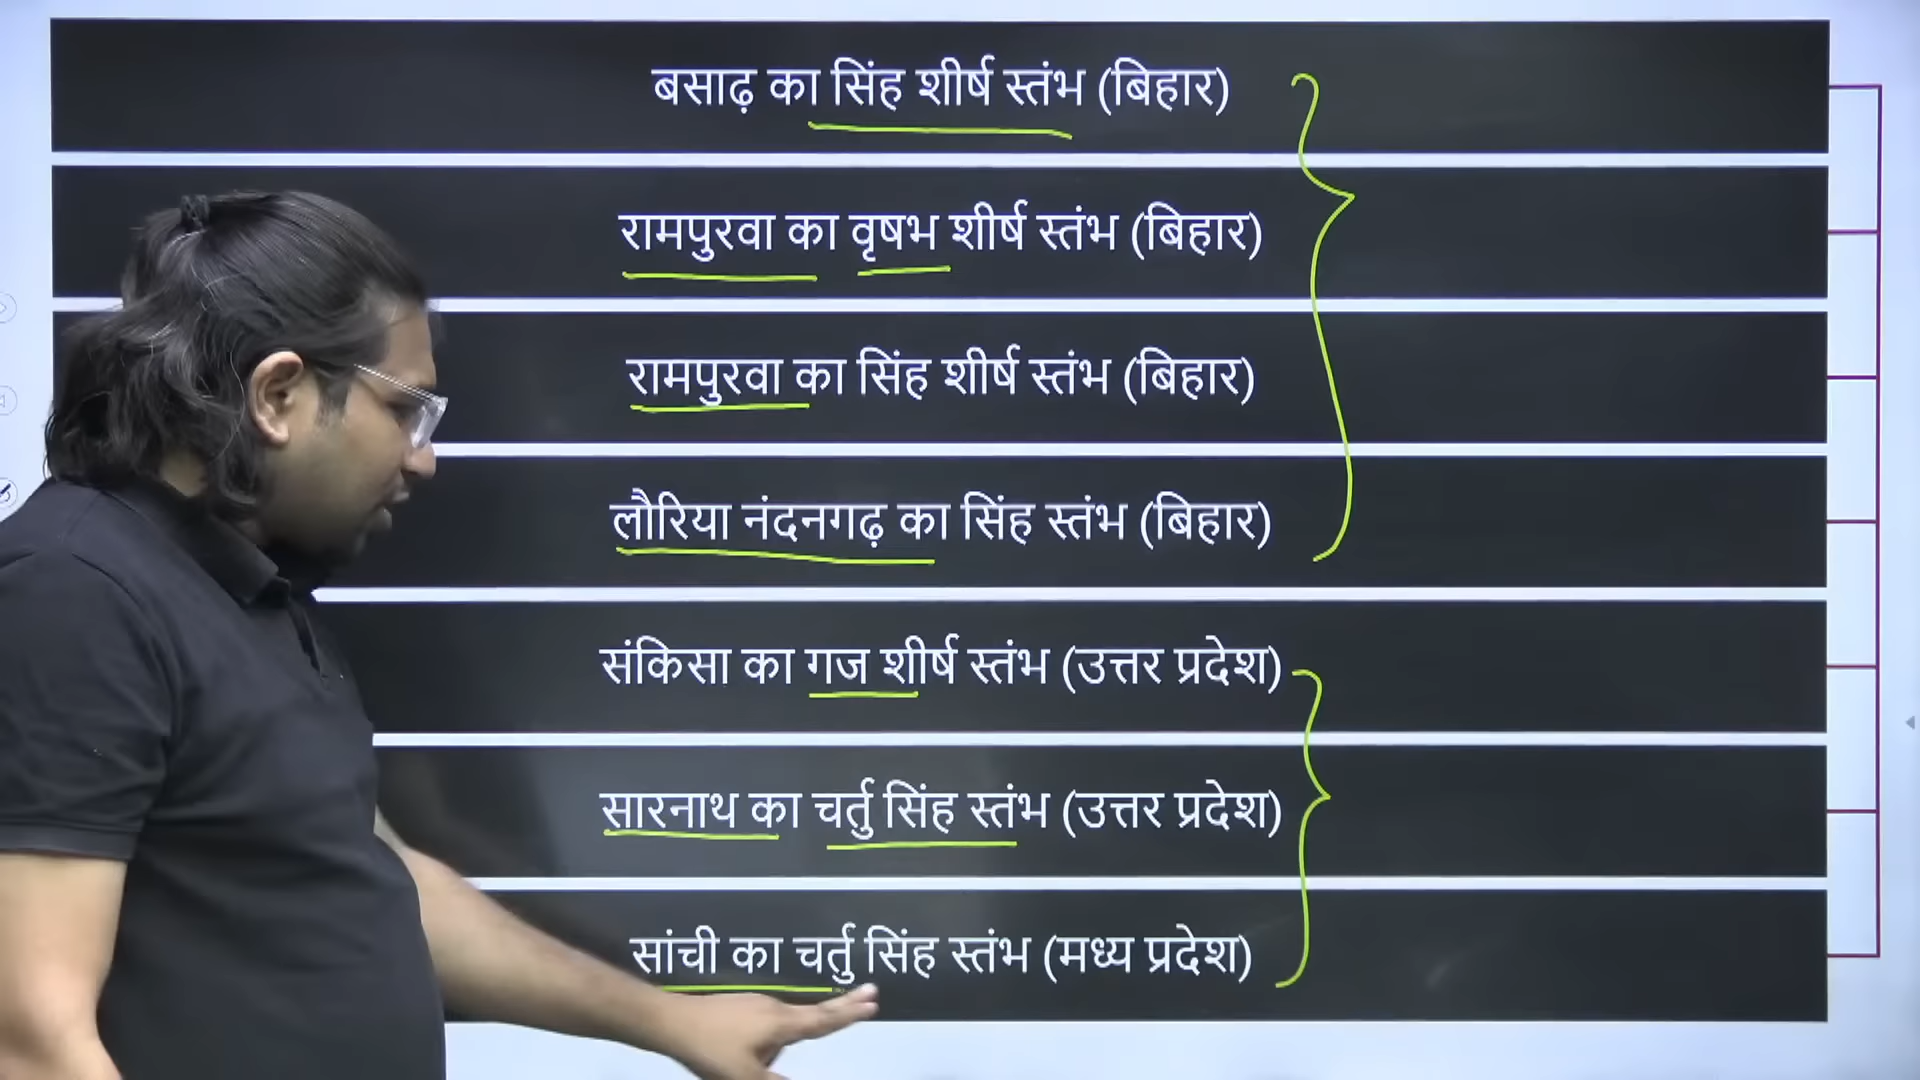 बसाढ़ का सिंह शीर्ष स्तंभ (बिहार)
रामपुरवा का वृषभ शीर्ष स्तंभ (बिहार)
रामपुरवा का सिंह शीर्ष स्तंभ (बिहार)
लौरिया नंदनगढ़ का सिंह स्तंभ (बिहार)
संकिसा का गज शीर्ष स्तंभ (उत्तर प्रदेश)
सारनाथ का चर्तु सिंह स्तंभ (उत्तर प्रदेश)
सांची का चर्तु सिंह स्तंभ (मध्य प्रदेश)